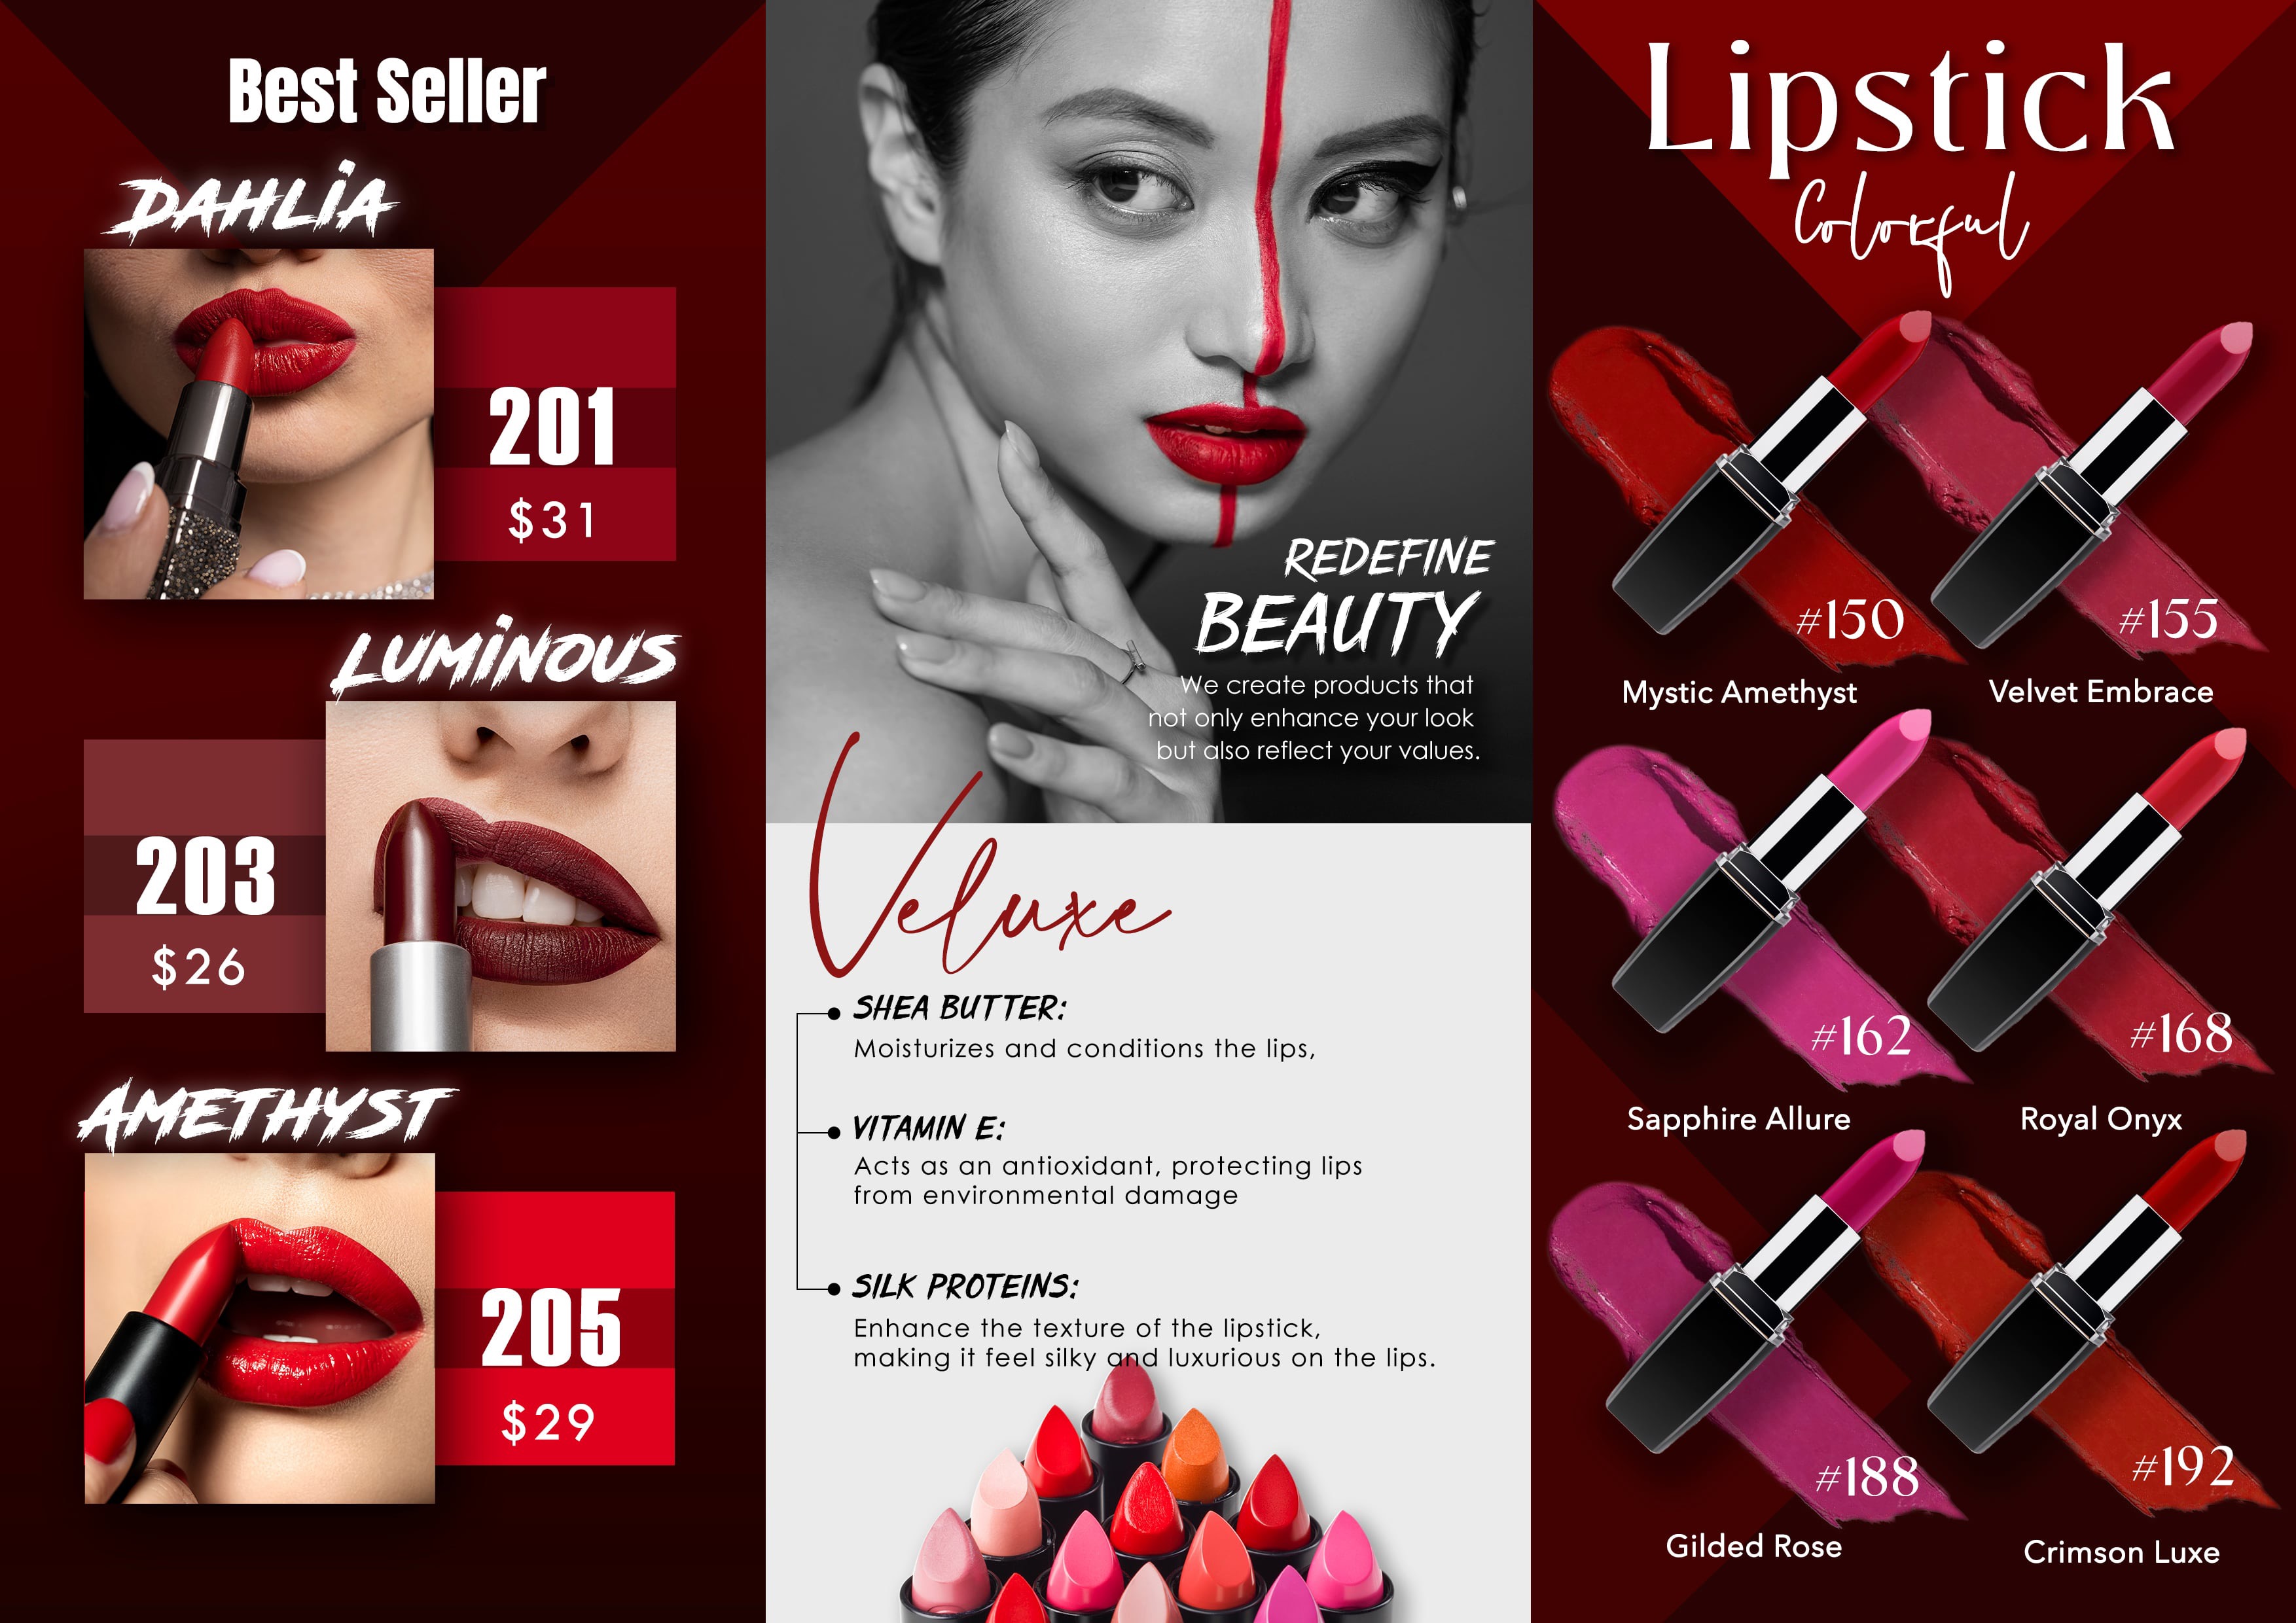 Best Seller
DAHLIA
201
$31
LUMINOUS
203
$26
AMETHYST
205
$29
REDEFINE
BEAUTY
We create products that
not only enhance your look
but also reflect your values.
Veluxe
SHEA BUTTER:
Moisturizes and conditions the lips,
VITAMIN E:
Acts as an antioxidant, protecting lips
from environmental damage
SILK PROTEINS:
Enhance the texture of the lipstick,
making it feel silky and luxurious on the lips.
Lipstick
Colorful
#150
Mystic Amethyst
#155
Velvet Embrace
#162
Sapphire Allure
#168
Royal Onyx
#188
Gilded Rose
#192
Crimson Luxe